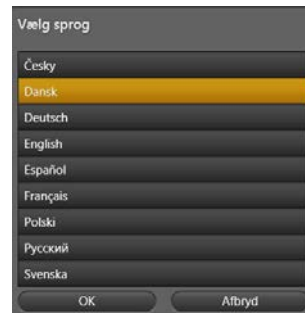 Vælg sprog
Česky
Dansk
Deutsch
English
Español
Français
Polski
Русский
Svenska
OK Afbryd